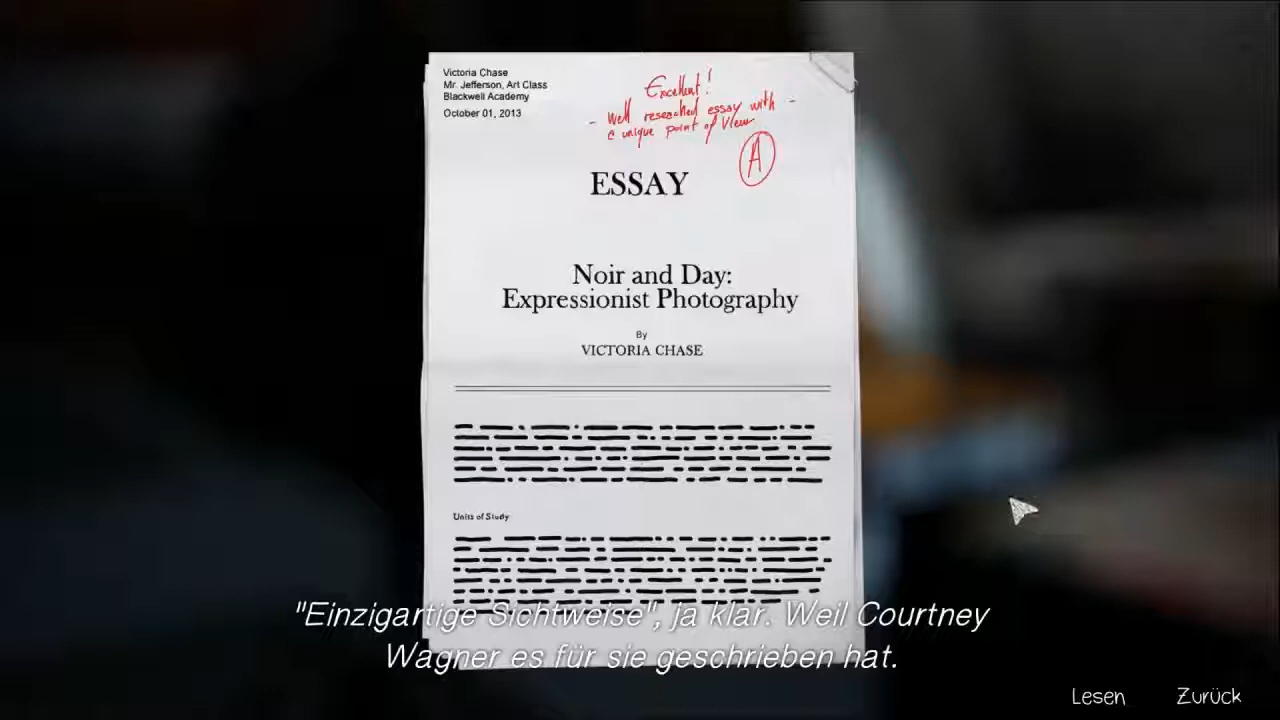 Victoria Chase
Mr. Jefferson, Art Class
Blackwell Academy
October 01, 2013
Excellent!
- Well reseached essay with -
a unique point of View
A
ESSAY
Noir and Day:
Expressionist Photography
By
VICTORIA CHASE
Units of Study
"Einzigartige Sichtweise", ja klar. Weil Courtney
Wagner es für sie geschrieben hat.
Lesen Zurück